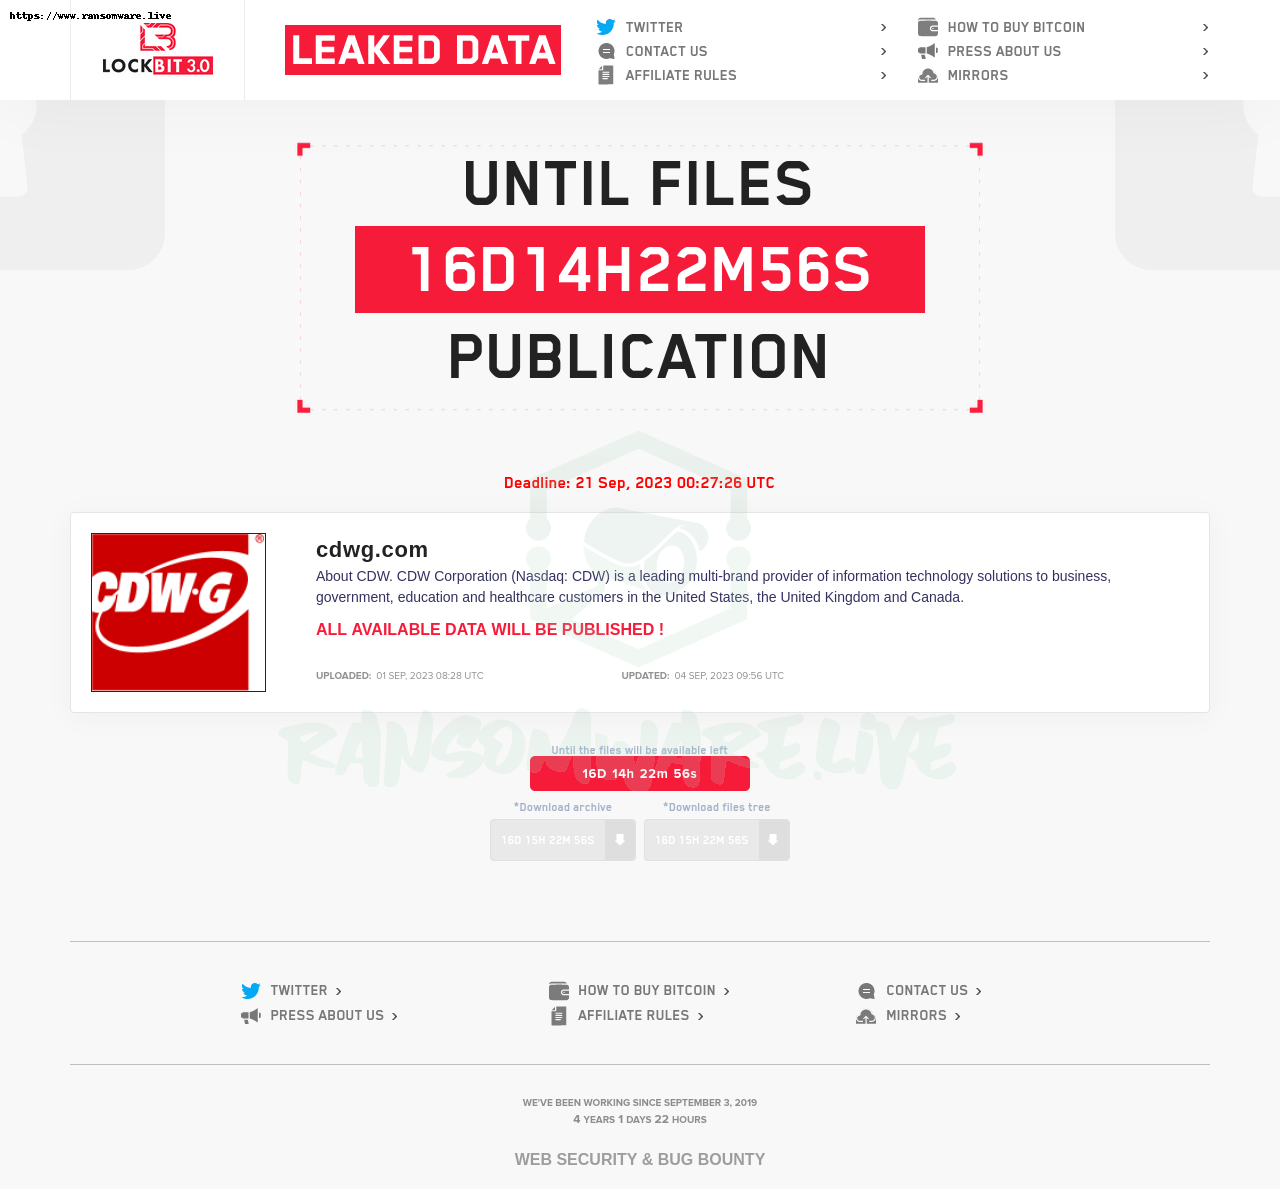 https://www.ransomware.live
LOCKBIT 3.0
LEAKED DATA
TWITTER
CONTACT US
AFFILIATE RULES
HOW TO BUY BITCOIN
PRESS ABOUT US
MIRRORS
UNTIL FILES
16D14H22M56S
PUBLICATION
Deadline: 21 Sep, 2023 00:27:26 UTC
CDW·G ®
cdwg.com
About CDW. CDW Corporation (Nasdaq: CDW) is a leading multi-brand provider of information technology solutions to business,
government, education and healthcare customers in the United States, the United Kingdom and Canada.
ALL AVAILABLE DATA WILL BE PUBLISHED !
UPLOADED: 01 SEP, 2023 08:28 UTC
UPDATED: 04 SEP, 2023 09:56 UTC
RANSOMWARE.LIVE
Until the files will be available left
16D 14h 22m 56s
*Download archive
*Download files tree
16D 15H 22M 56S
16D 15H 22M 56S
TWITTER
HOW TO BUY BITCOIN
CONTACT US
PRESS ABOUT US
AFFILIATE RULES
MIRRORS
WE'VE BEEN WORKING SINCE SEPTEMBER 3, 2019
4 YEARS 1 DAYS 22 HOURS
WEB SECURITY & BUG BOUNTY